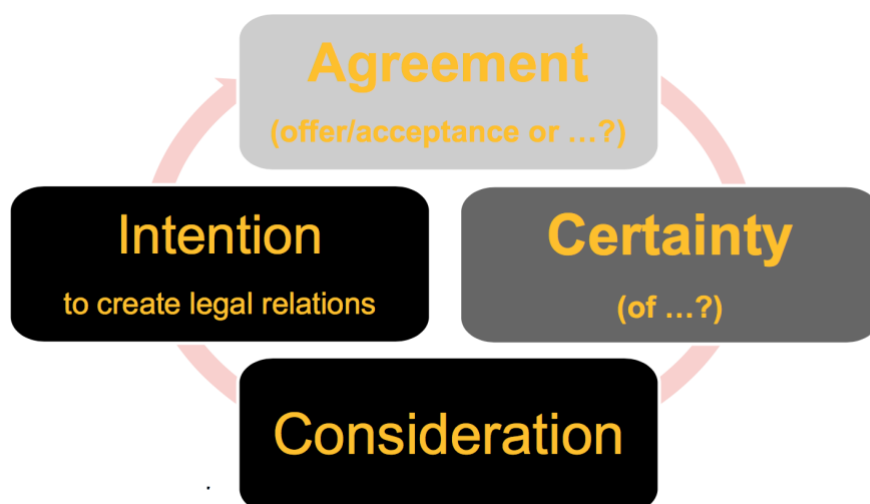 Agreement
(offer/acceptance or …?)
Intention
to create legal relations
Certainty
(of …?)
Consideration
.